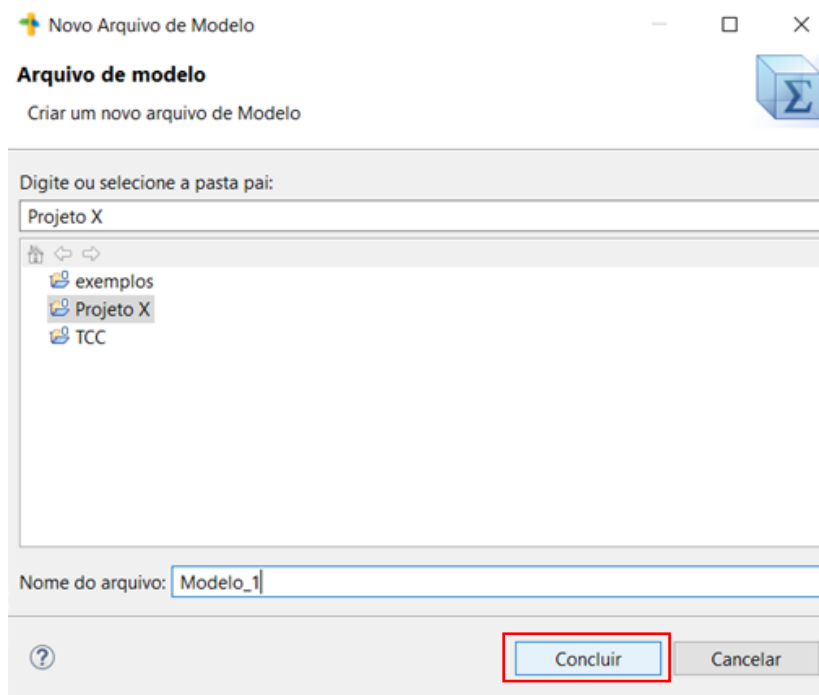 Novo Arquivo de Modelo
Arquivo de modelo
Criar um novo arquivo de Modelo
Σ
Digite ou selecione a pasta pai:
Projeto X
exemplos
Projeto X
TCC
Nome do arquivo: Modelo_1
?
Concluir Cancelar